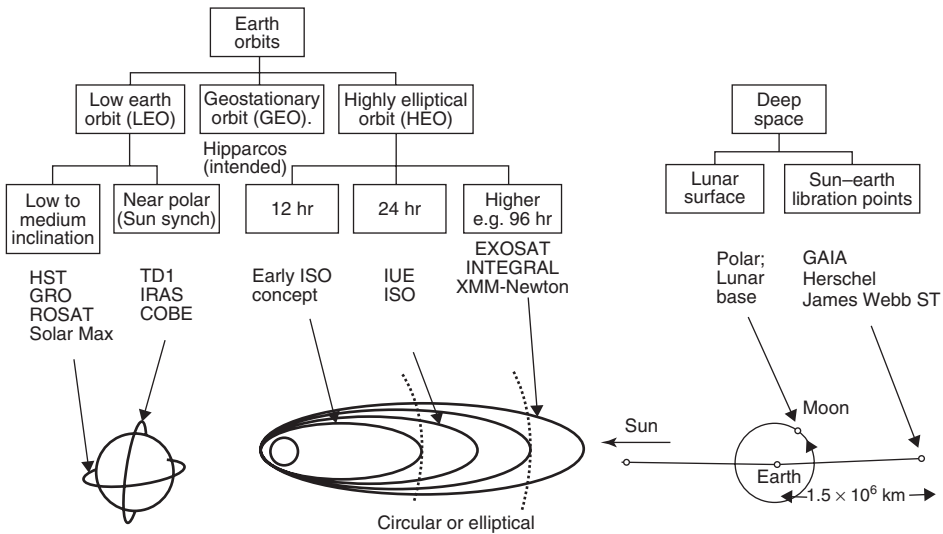 Earth
orbits
Low earth
orbit (LEO)
Geostationary
orbit (GEO).
Highly elliptical
orbit (HEO)
Deep
space
Hipparcos
(intended)
Low to
medium
inclination
Near polar
(Sun synch)
12 hr
24 hr
Higher
e.g. 96 hr
Lunar
surface
Sun–earth
libration points
HST
GRO
ROSAT
Solar Max
TD1
IRAS
COBE
Early ISO
concept
IUE
ISO
EXOSAT
INTEGRAL
XMM-Newton
Polar;
Lunar
base
GAIA
Herschel
James Webb ST
Sun
Moon
Earth
1.5 × 10⁶ km
Circular or elliptical